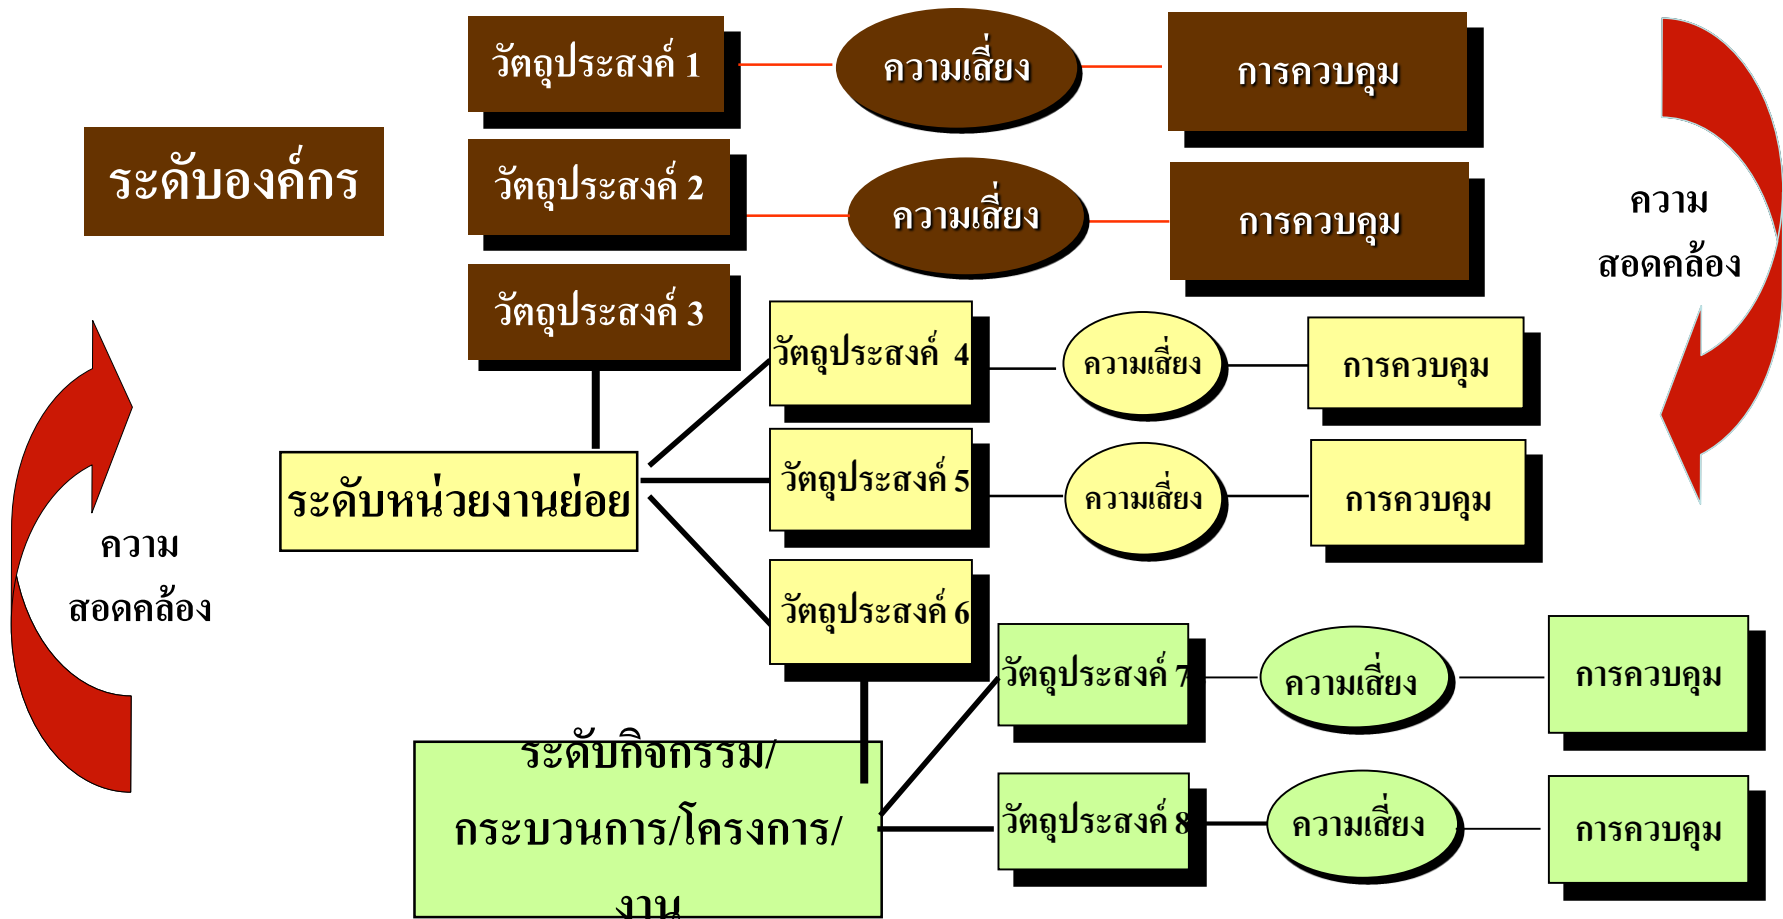 วัตถุประสงค์ 1
ความเสี่ยง
การควบคุม
ระดับองค์กร
วัตถุประสงค์ 2
ความเสี่ยง
การควบคุม
ความ
สอดคล้อง
วัตถุประสงค์ 3
วัตถุประสงค์ 4
ความเสี่ยง
การควบคุม
ระดับหน่วยงานย่อย
วัตถุประสงค์ 5
ความเสี่ยง
การควบคุม
ความ
สอดคล้อง
วัตถุประสงค์ 6
วัตถุประสงค์ 7
ความเสี่ยง
การควบคุม
ระดับกิจกรรม/
กระบวนการ/โครงการ/
งาน
วัตถุประสงค์ 8
ความเสี่ยง
การควบคุม